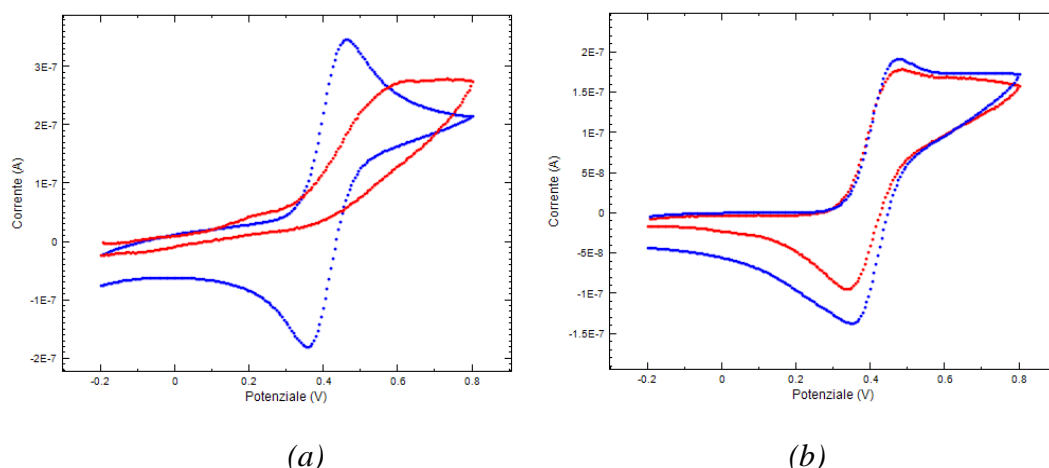 3E-7
2E-7
1E-7
0
-1E-7
-2E-7
Corrente (A)
-0.2 0 0.2 0.4 0.6 0.8
Potenziale (V)
(a)
2E-7
1.5E-7
1E-7
5E-8
0
-5E-8
-1E-7
-1.5E-7
Corrente (A)
-0.2 0 0.2 0.4 0.6 0.8
Potenziale (V)
(b)